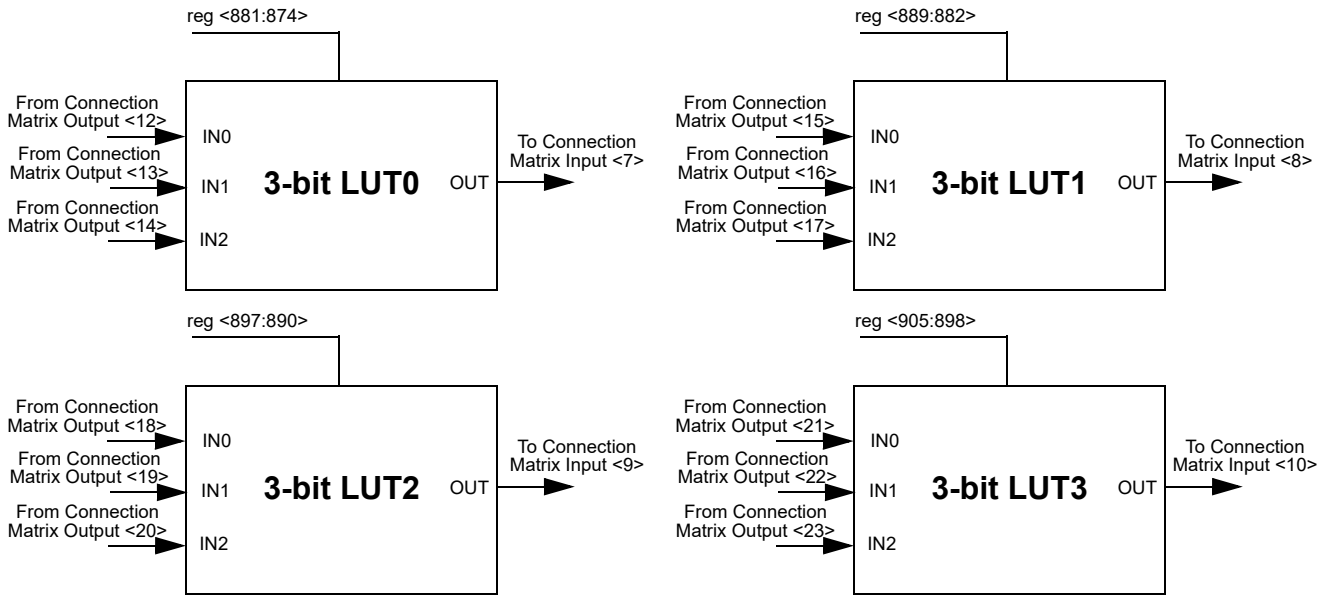 reg <881:874>
From Connection
Matrix Output <12>
IN0
From Connection
Matrix Output <13>
IN1
From Connection
Matrix Output <14>
IN2
3-bit LUT0
OUT
To Connection
Matrix Input <7>
reg <889:882>
From Connection
Matrix Output <15>
IN0
From Connection
Matrix Output <16>
IN1
From Connection
Matrix Output <17>
IN2
3-bit LUT1
OUT
To Connection
Matrix Input <8>
reg <897:890>
From Connection
Matrix Output <18>
IN0
From Connection
Matrix Output <19>
IN1
From Connection
Matrix Output <20>
IN2
3-bit LUT2
OUT
To Connection
Matrix Input <9>
reg <905:898>
From Connection
Matrix Output <21>
IN0
From Connection
Matrix Output <22>
IN1
From Connection
Matrix Output <23>
IN2
3-bit LUT3
OUT
To Connection
Matrix Input <10>